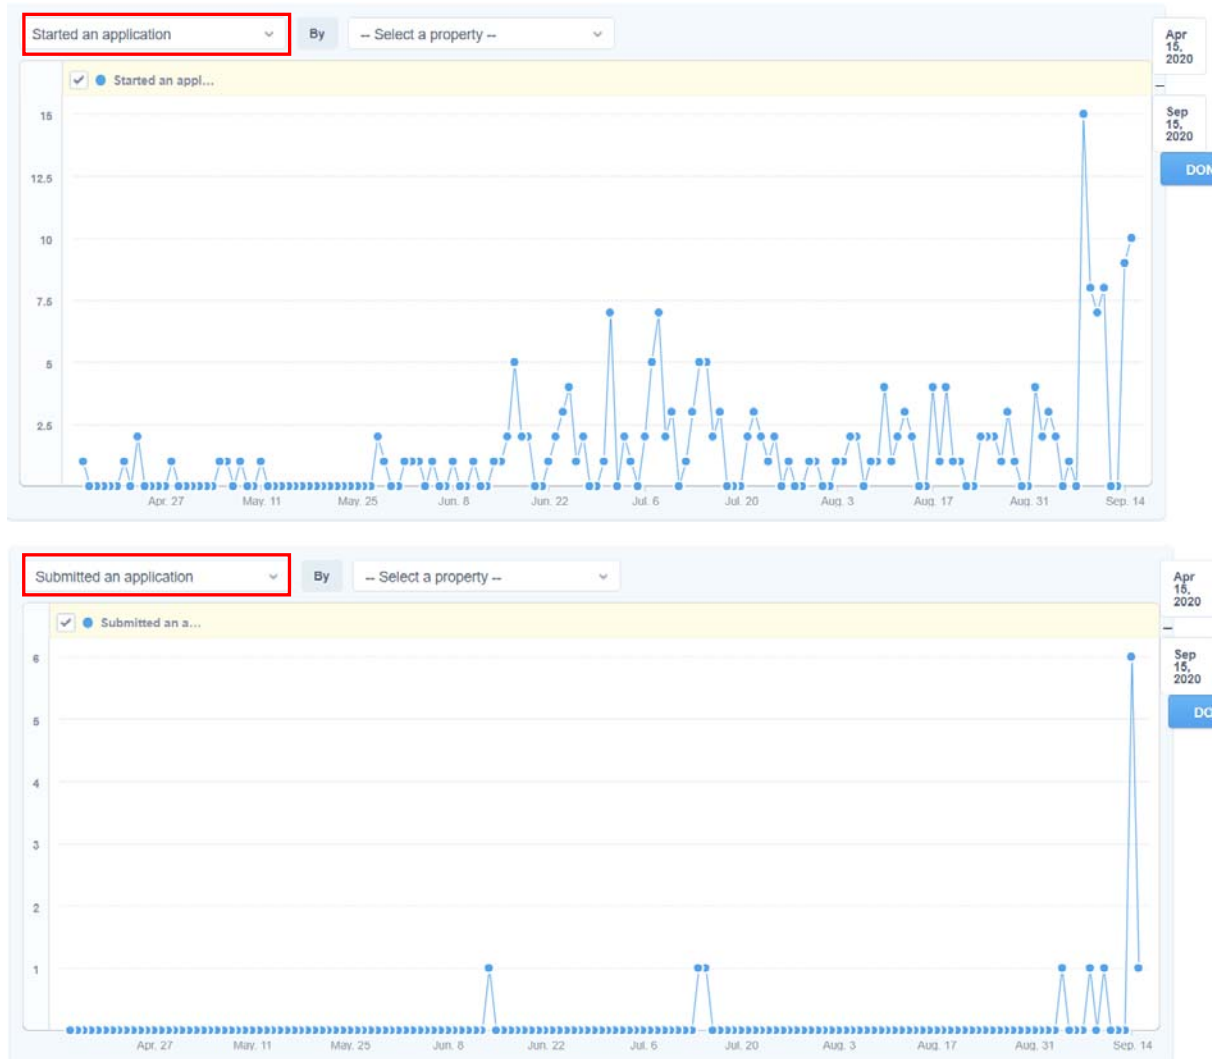 Started an application By -- Select a property --
Apr
15,
2020
Started an appl...
–
15
Sep
15,
2020
12.5
DON
10
7.5
5
2.5
Apr. 27 May. 11 May. 25 Jun. 8 Jun. 22 Jul. 6 Jul. 20 Aug. 3 Aug. 17 Aug. 31 Sep. 14
Submitted an application By -- Select a property --
Apr
15,
2020
Submitted an a...
–
6
Sep
15,
2020
5
DO
4
3
2
1
Apr. 27 May. 11 May. 25 Jun. 8 Jun. 22 Jul. 6 Jul. 20 Aug. 3 Aug. 17 Aug. 31 Sep. 14